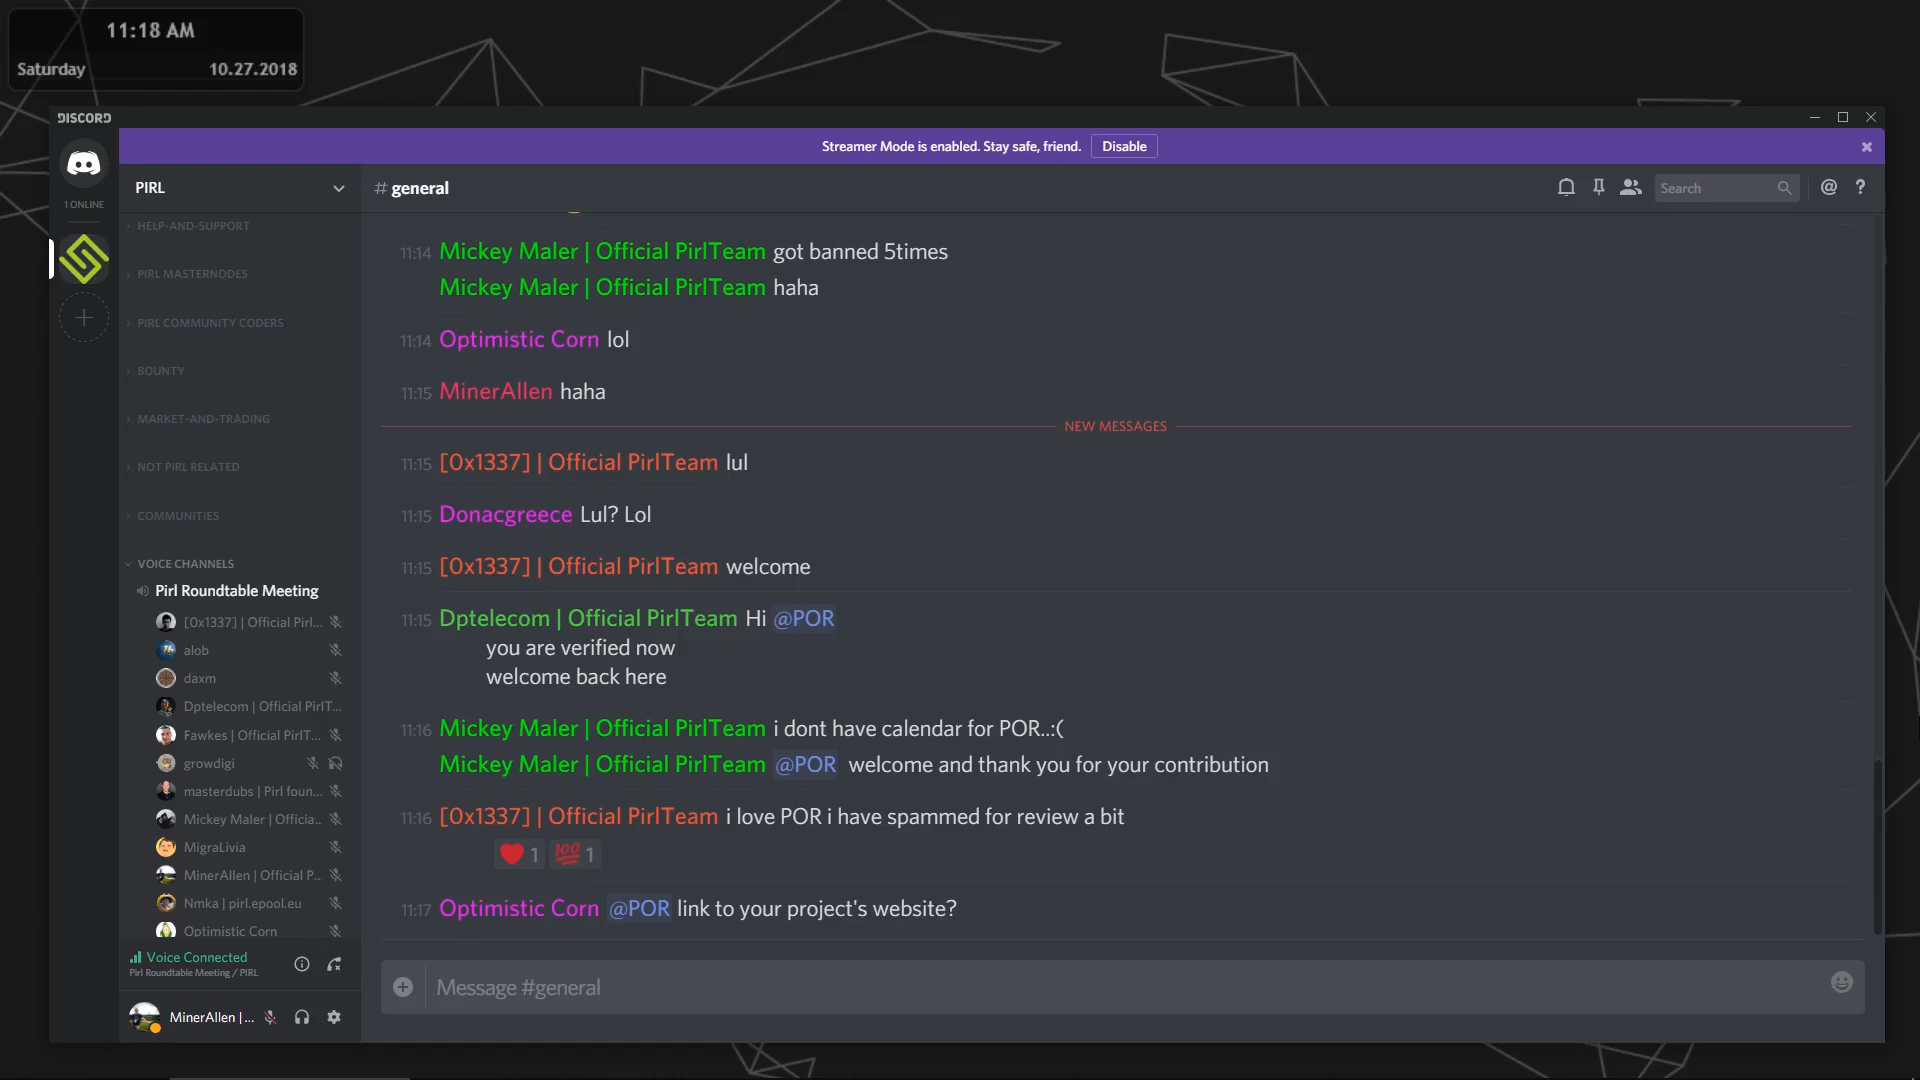 11:18 AM
Saturday 10.27.2018
DISCORD
Streamer Mode is enabled. Stay safe, friend. Disable
1 ONLINE
PIRL
# general
Search
@ ?
HELP-AND-SUPPORT
PIRL MASTERNODES
PIRL COMMUNITY CODERS
BOUNTY
MARKET-AND-TRADING
NOT PIRL RELATED
COMMUNITIES
VOICE CHANNELS
Pirl Roundtable Meeting
[0x1337] | Official Pirl...
alob
daxm
Dptelecom | Official PirlT...
Fawkes | Official PirlT...
growdigi
masterdubs | Pirl foun...
Mickey Maler | Officia..
MigraLivia
MinerAllen | Official P..
Nmka | pirl.epool.eu
Optimistic Corn
Voice Connected
Pirl Roundtable Meeting / PIRL
MinerAllen |...
11:14 Mickey Maler | Official PirlTeam got banned 5times
Mickey Maler | Official PirlTeam haha
11:14 Optimistic Corn lol
11:15 MinerAllen haha
NEW MESSAGES
11:15 [0x1337] | Official PirlTeam lul
11:15 Donacgreece Lul? Lol
11:15 [0x1337] | Official PirlTeam welcome
11:15 Dptelecom | Official PirlTeam Hi @POR
you are verified now
welcome back here
11:16 Mickey Maler | Official PirlTeam i dont have calendar for POR..:(
Mickey Maler | Official PirlTeam @POR welcome and thank you for your contribution
11:16 [0x1337] | Official PirlTeam i love POR i have spammed for review a bit
1 100 1
11:17 Optimistic Corn @POR link to your project's website?
Message #general